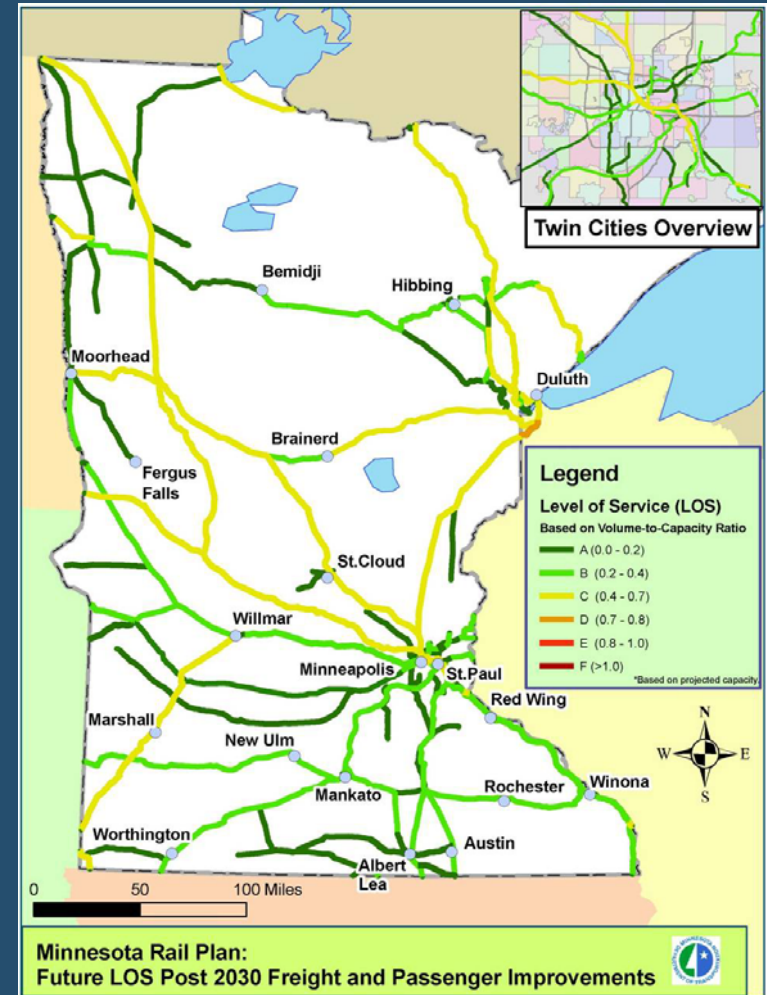 Twin Cities Overview
Bemidji
Hibbing
Moorhead
Duluth
Brainerd
Fergus
Falls
Legend
Level of Service (LOS)
Based on Volume-to-Capacity Ratio
A (0.0 - 0.2)
B (0.2 - 0.4)
C (0.4 - 0.7)
D (0.7 - 0.8)
E (0.8 - 1.0)
F (>1.0)
*Based on projected capacity.
St.Cloud
Willmar
Minneapolis
St.Paul
Red Wing
Marshall
New Ulm
N
W
E
S
Mankato
Rochester
Winona
Worthington
Austin
Albert
Lea
0 50 100 Miles
Minnesota Rail Plan:
Future LOS Post 2030 Freight and Passenger Improvements